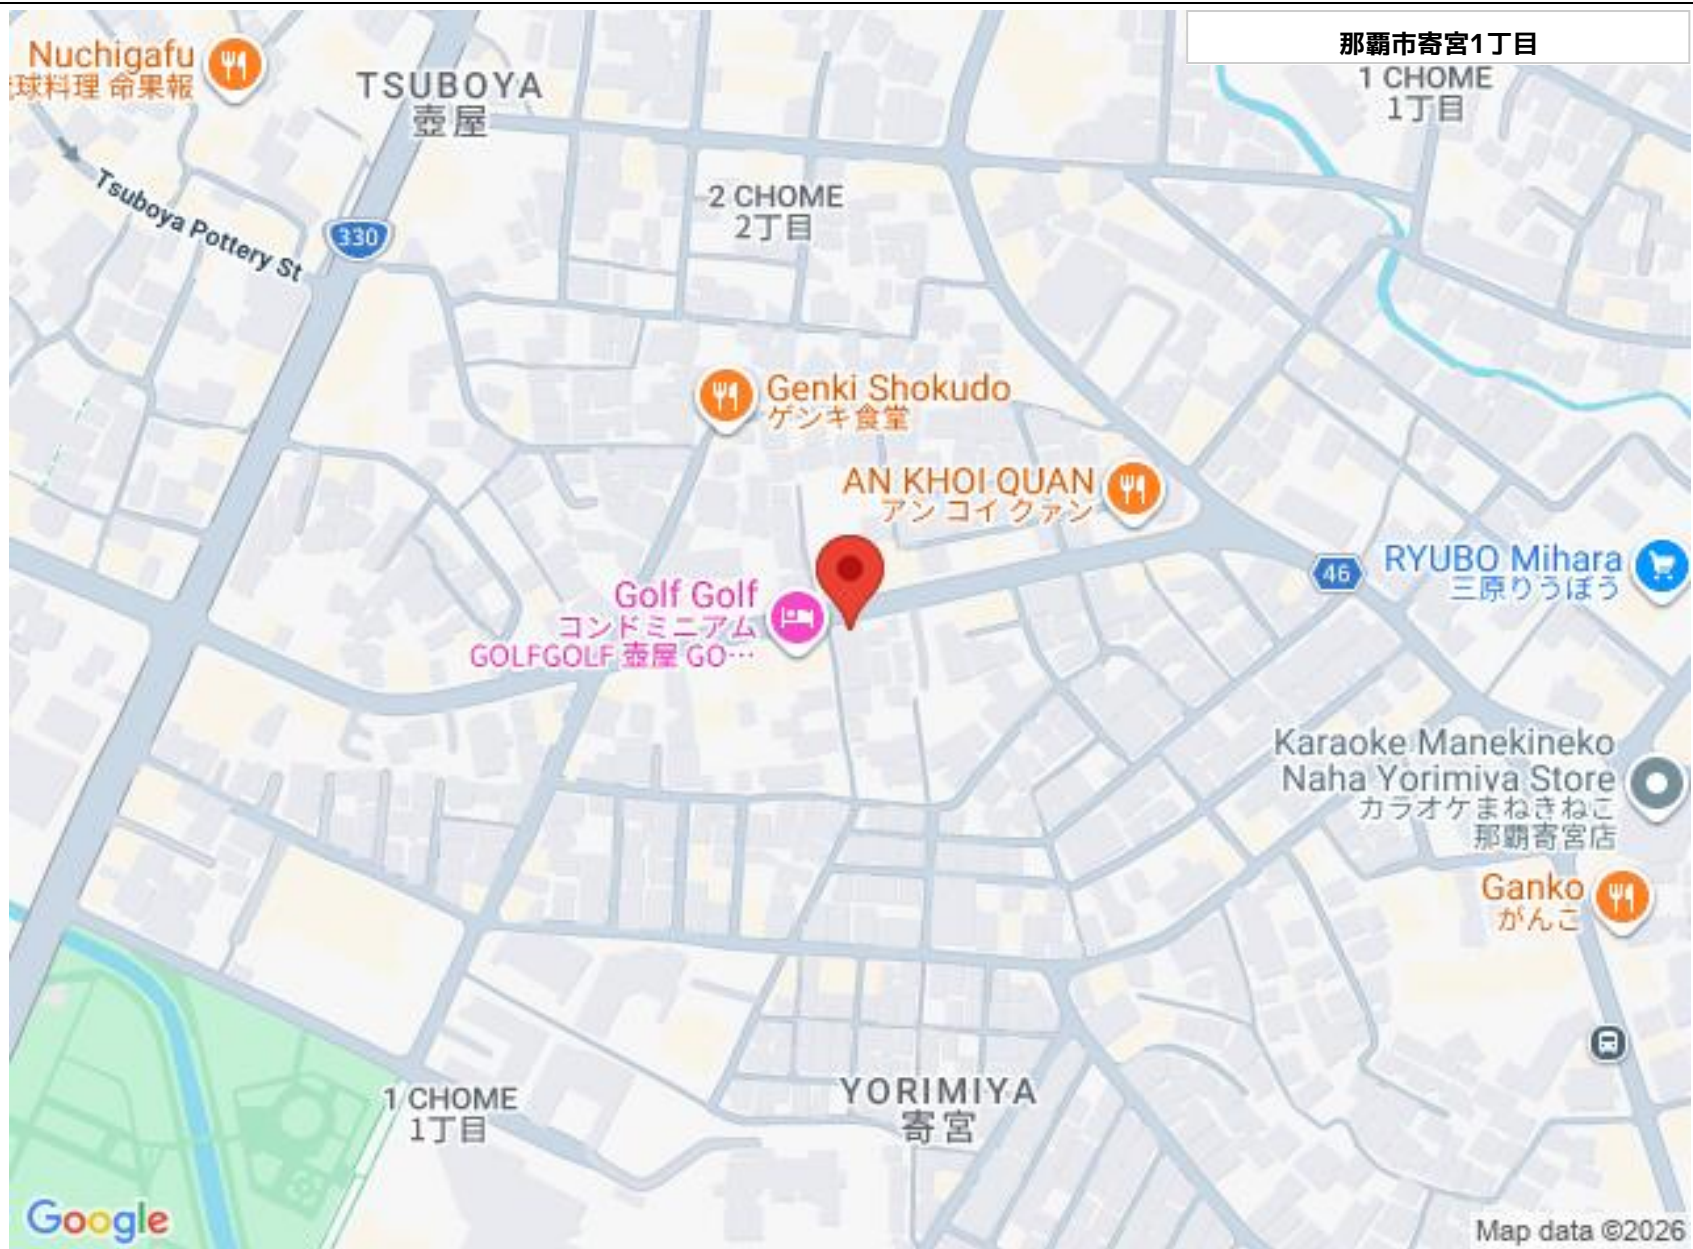 那覇市寄宮1丁目
Nuchigafu
球料理 命果報
TSUBOYA
壺屋
1 CHOME
1丁目
Tsuboya Pottery St
330
2 CHOME
2丁目
Genki Shokudo
ゲンキ食堂
AN KHOI QUAN
アン コイ クァン
46
RYUBO Mihara
三原りうぼう
Golf Golf
コンドミニアム
GOLFGOLF 壺屋 GO…
Karaoke Manekineko
Naha Yorimiya Store
カラオケまねきねこ
那覇寄宮店
Ganko
がんこ
YORIMIYA
寄宮
1 CHOME
1丁目
Google
Map data ©2026